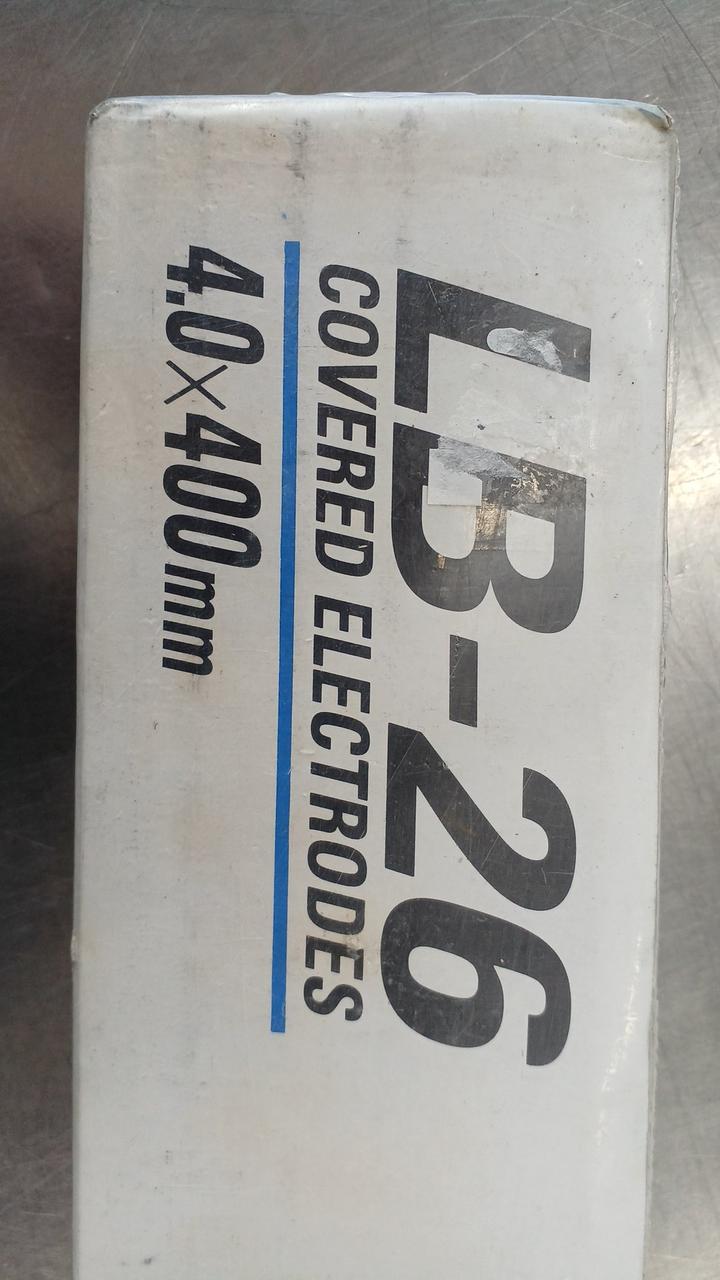 LB-26
COVERED ELECTRODES
4.0×400mm